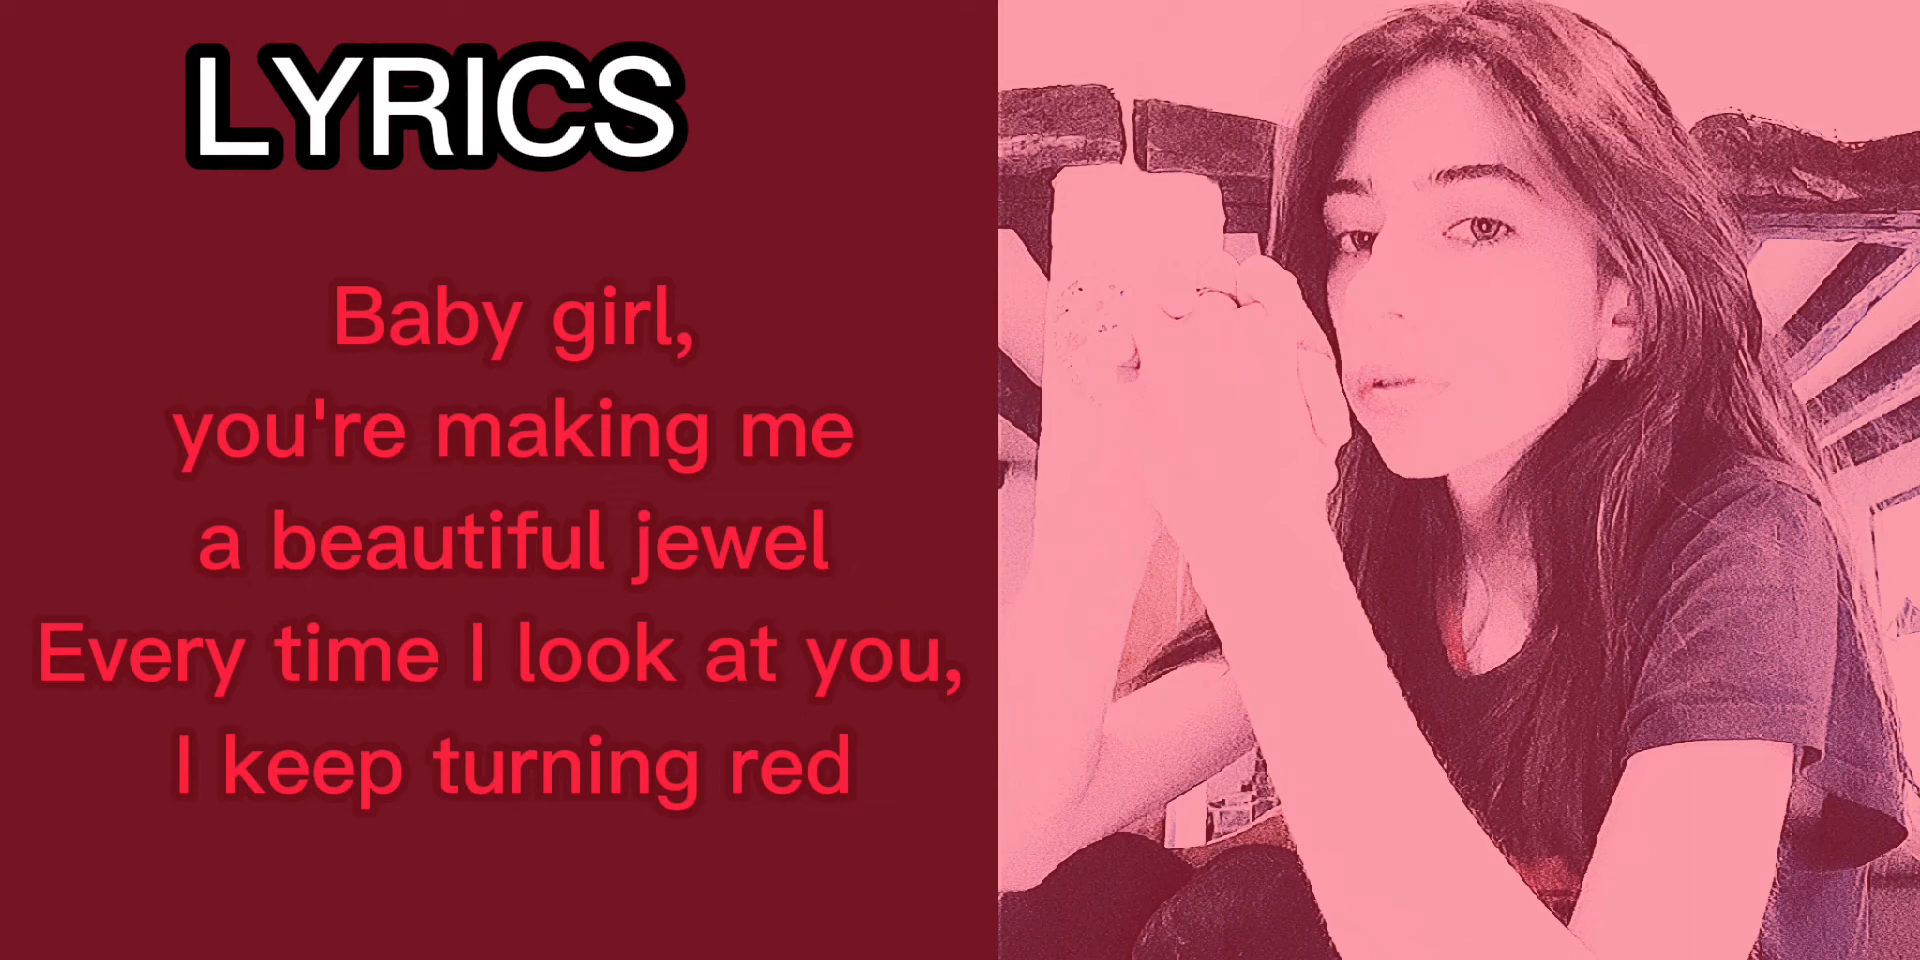 LYRICS
Baby girl,
you're making me
a beautiful jewel
Every time I look at you,
I keep turning red